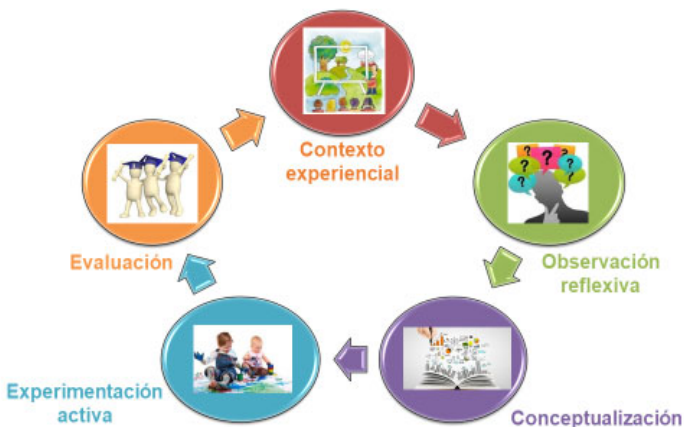 Contexto
experiencial
Observación
reflexiva
Conceptualización
Experimentación
activa
Evaluación